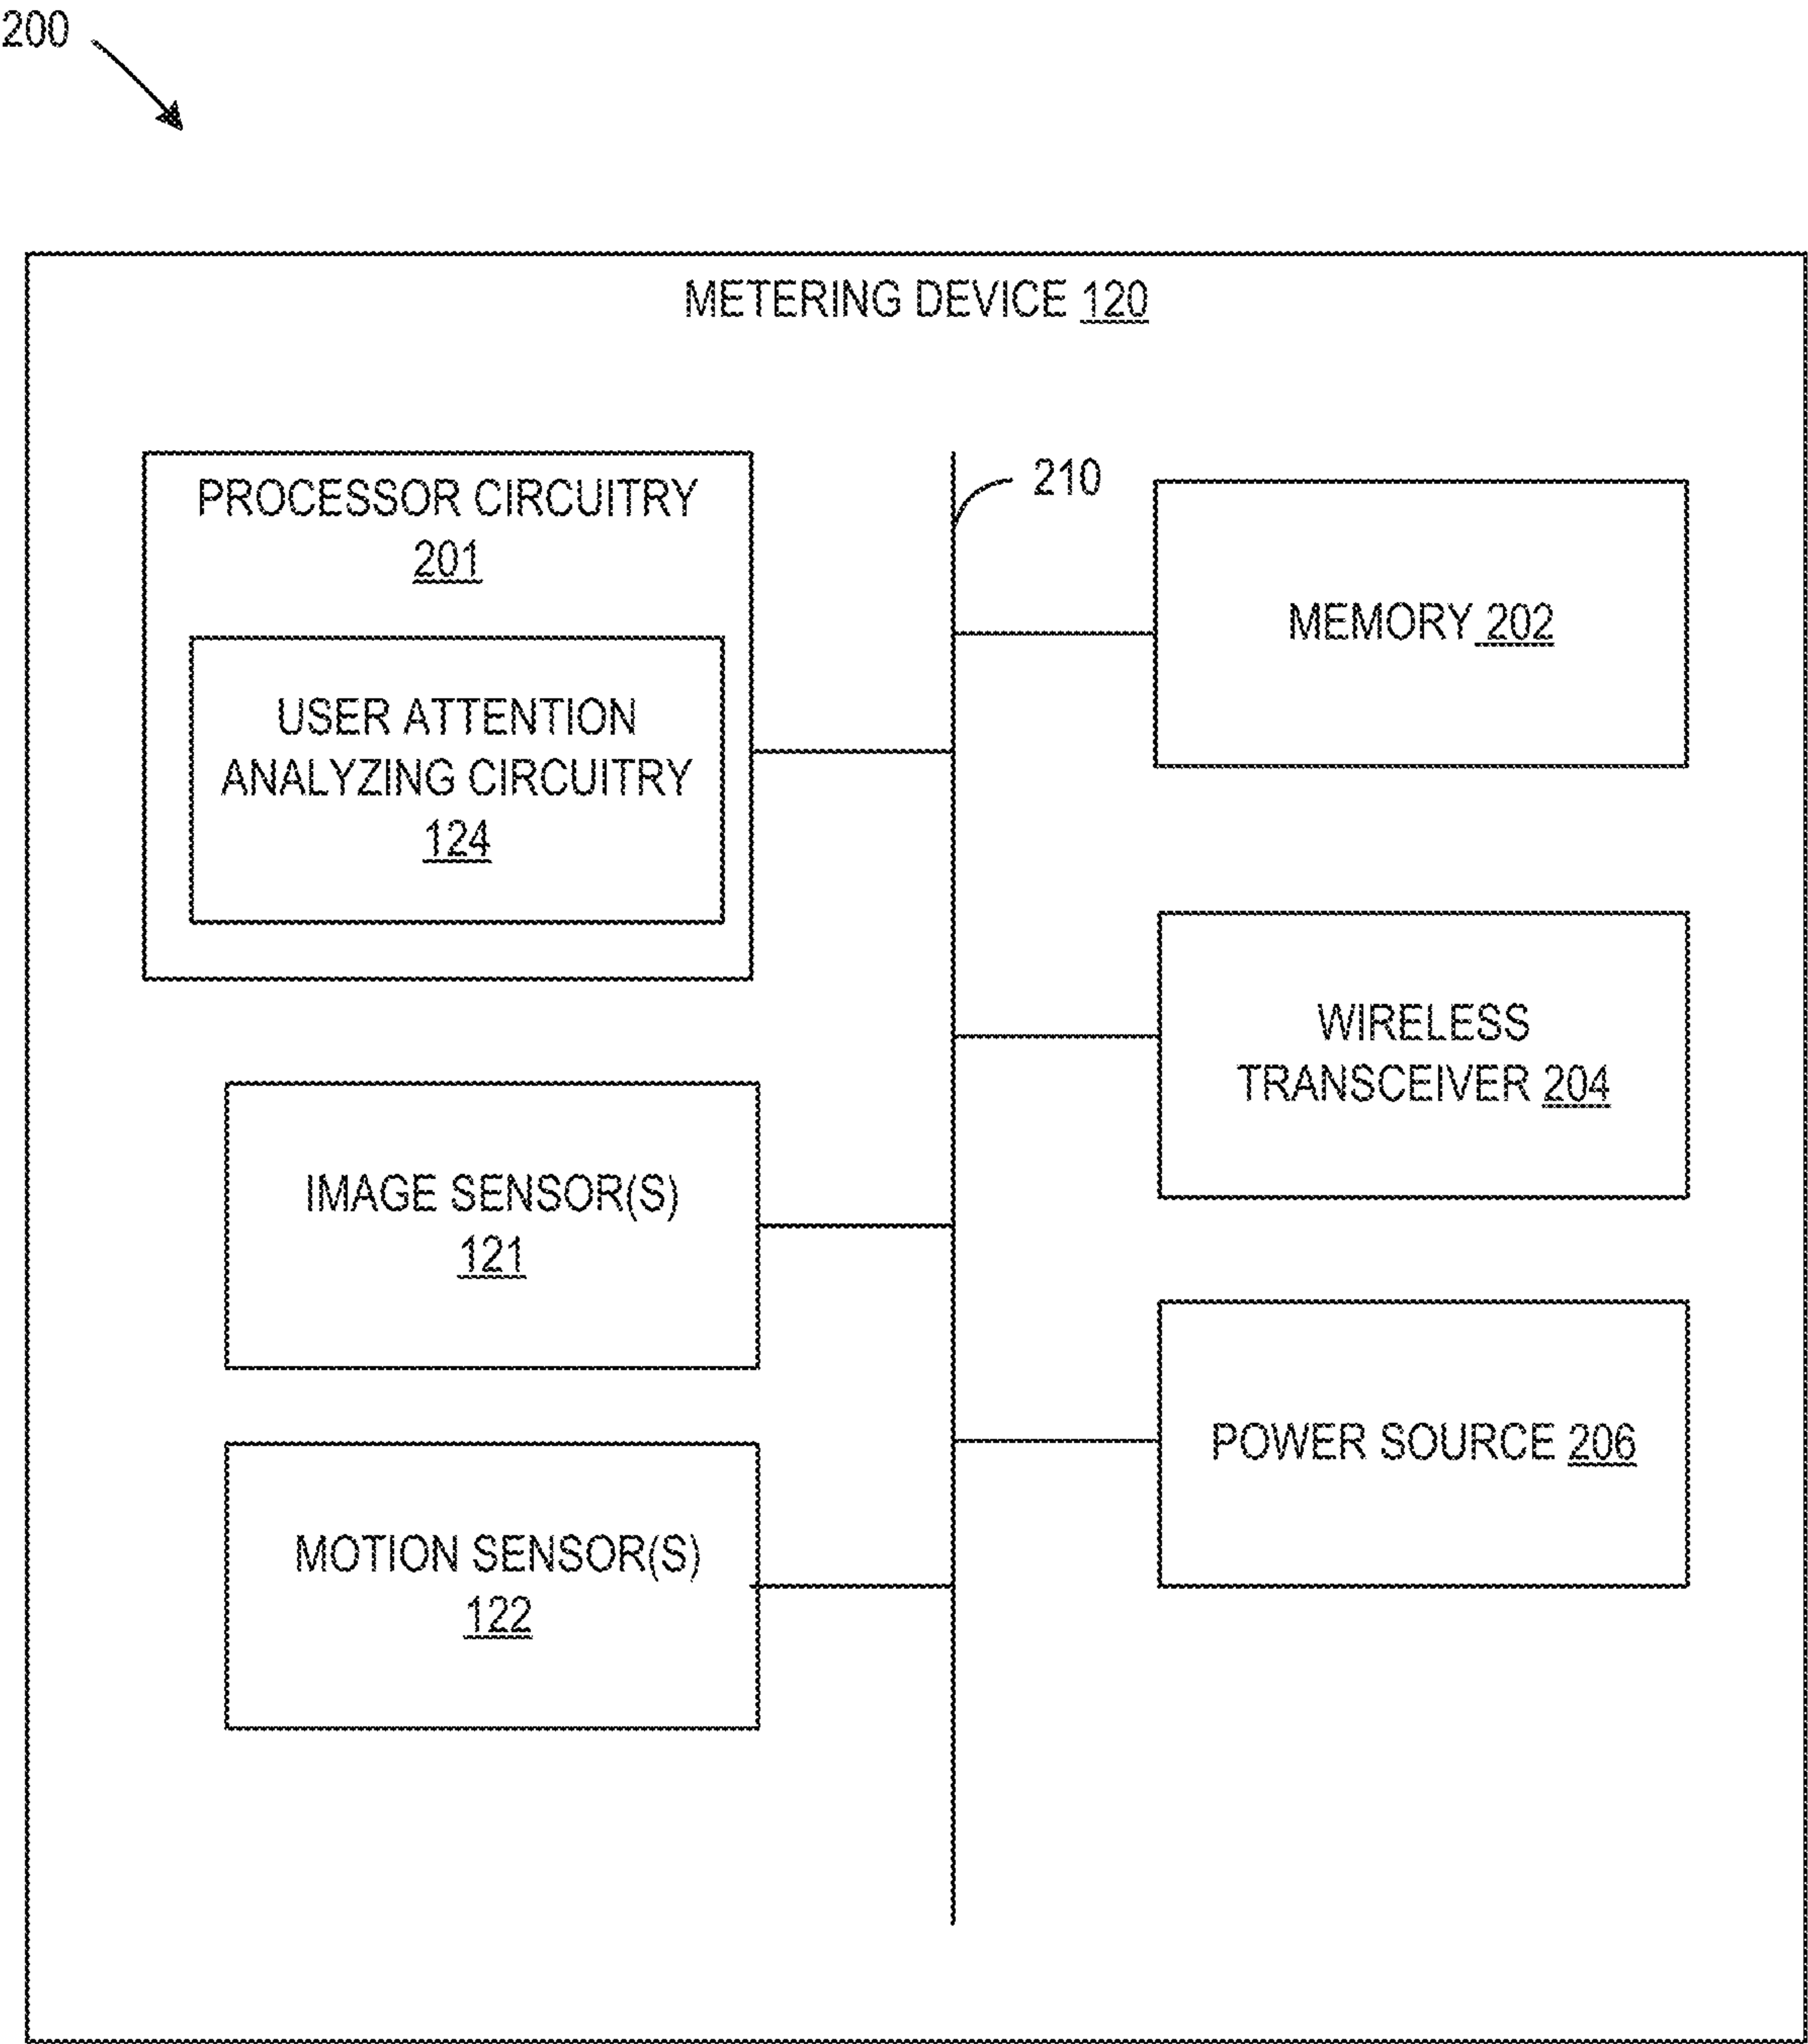 200
METERING DEVICE 120
PROCESSOR CIRCUITRY
201
USER ATTENTION
ANALYZING CIRCUITRY
124
IMAGE SENSOR(S)
121
MOTION SENSOR(S)
122
210
MEMORY 202
WIRELESS
TRANSCEIVER 204
POWER SOURCE 206